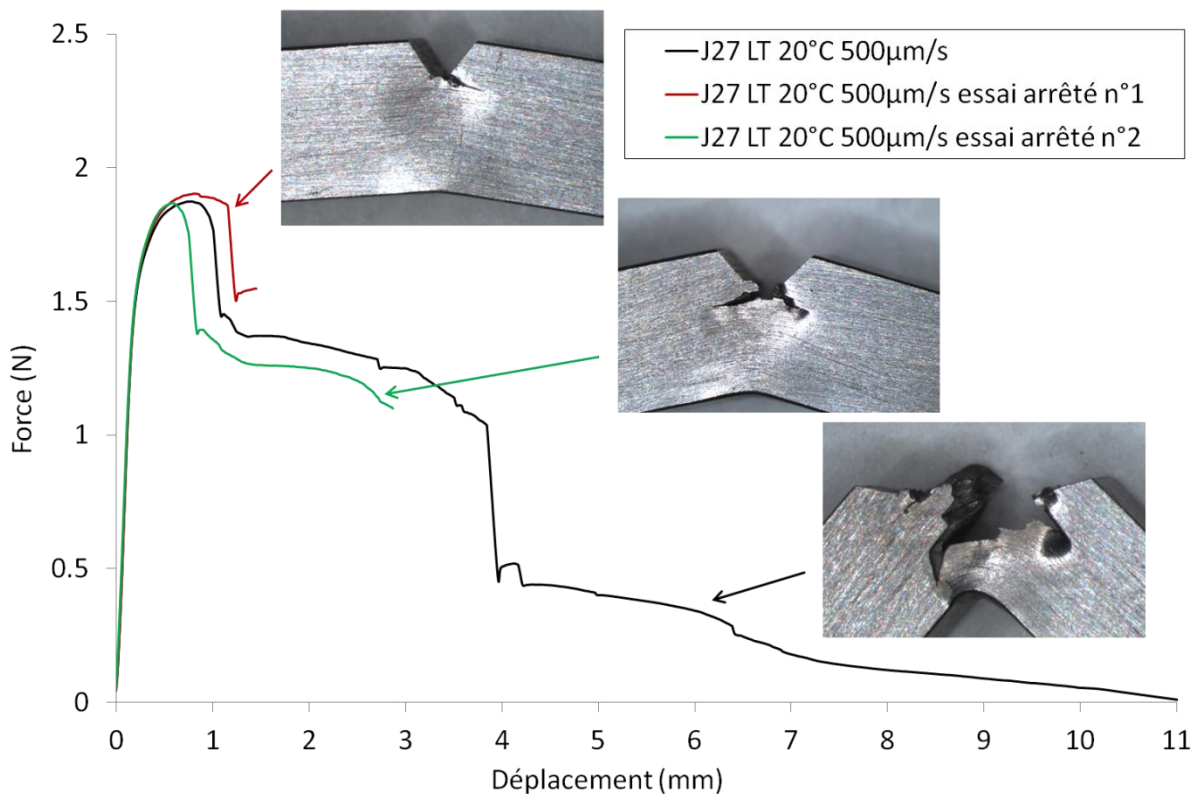 2.5
2
1.5
1
0.5
0
Force (N)
0 1 2 3 4 5 6 7 8 9 10 11
Déplacement (mm)
J27 LT 20°C 500µm/s
J27 LT 20°C 500µm/s essai arrêté n°1
J27 LT 20°C 500µm/s essai arrêté n°2